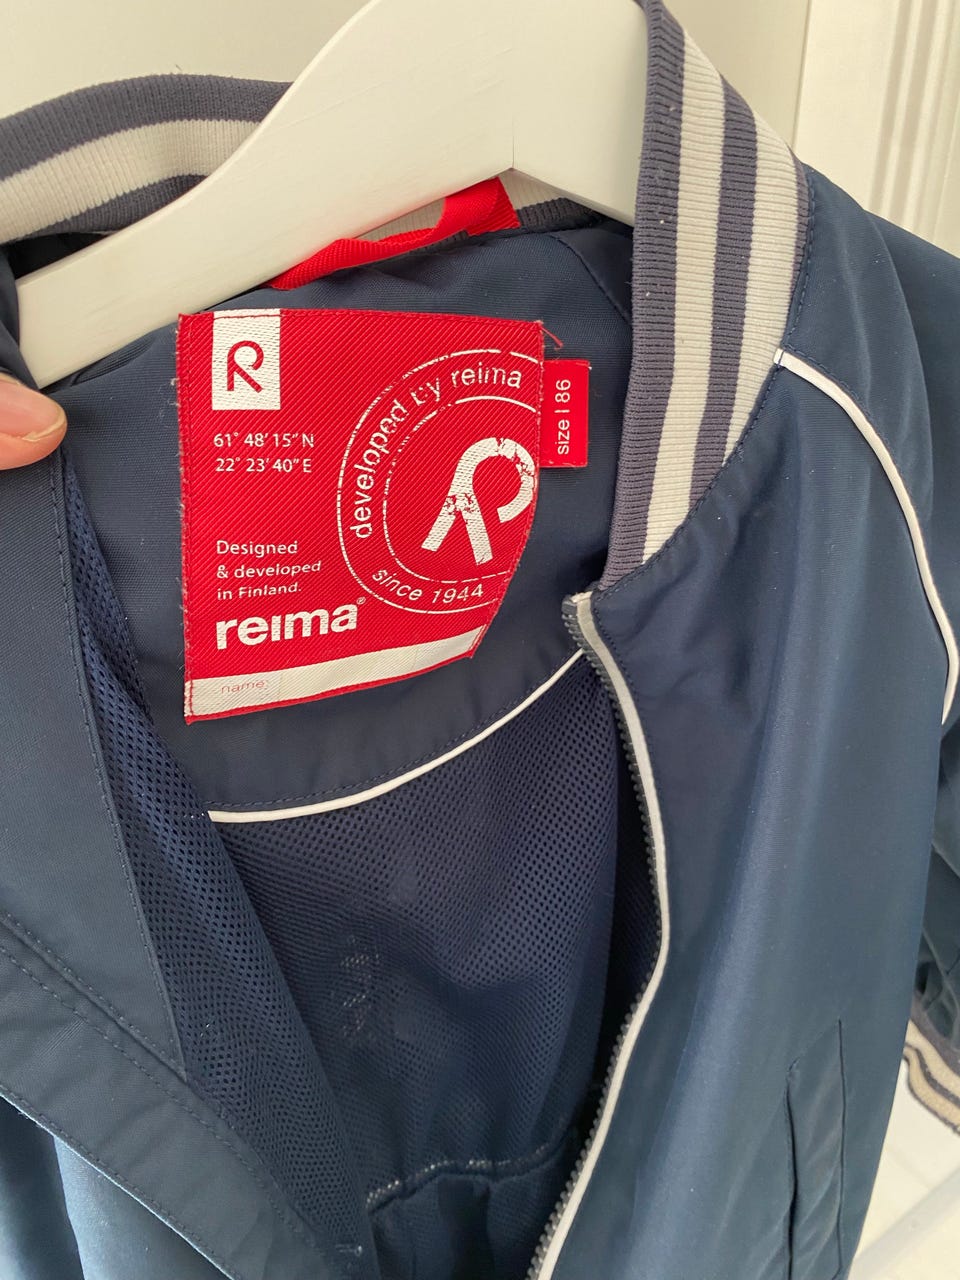 R
61° 48' 15" N
22° 23' 40" E
developed by reima
R
since 1944
size | 86
Designed
& developed
in Finland.
reima®
name: